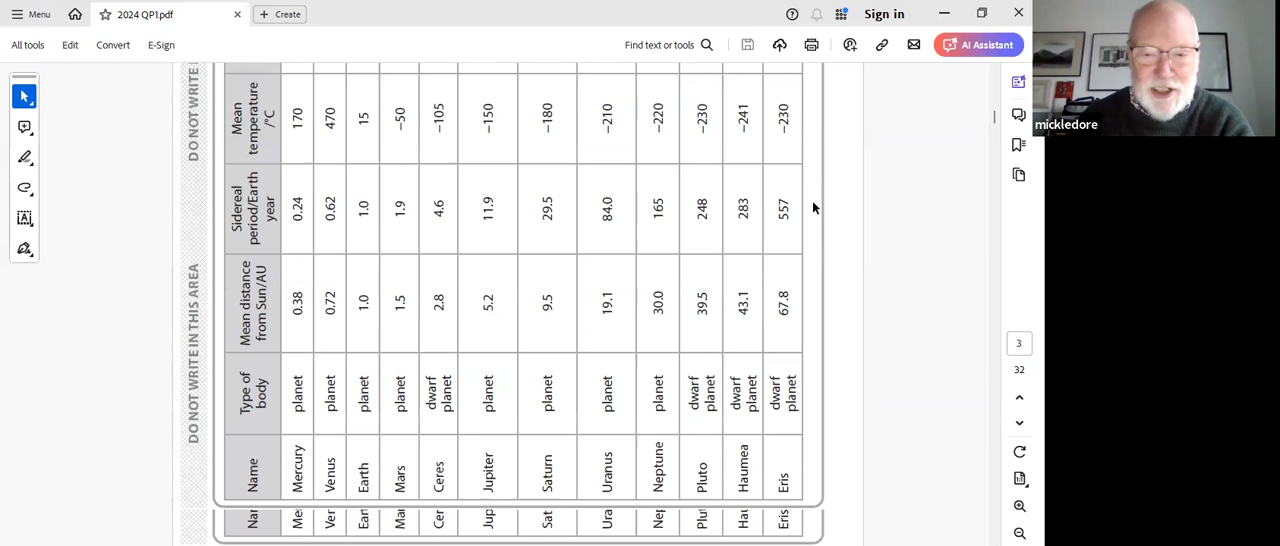 Menu
2024 QP1.pdf
Create
Sign in
All tools
Edit
Convert
E-Sign
Find text or tools
AI Assistant
mickledore
DO NOT WRITE
DO NOT WRITE IN THIS AREA
Name Type of body Mean distance from Sun/AU Sidereal period/Earth year Mean temperature /°C
Mercury planet 0.38 0.24 170
Venus planet 0.72 0.62 470
Earth planet 1.0 1.0 15
Mars planet 1.5 1.9 −50
Ceres dwarf planet 2.8 4.6 −105
Jupiter planet 5.2 11.9 −150
Saturn planet 9.5 29.5 −180
Uranus planet 19.1 84.0 −210
Neptune planet 30.0 165 −220
Pluto dwarf planet 39.5 248 −230
Haumea dwarf planet 43.1 283 −241
Eris dwarf planet 67.8 557 −230
3
32